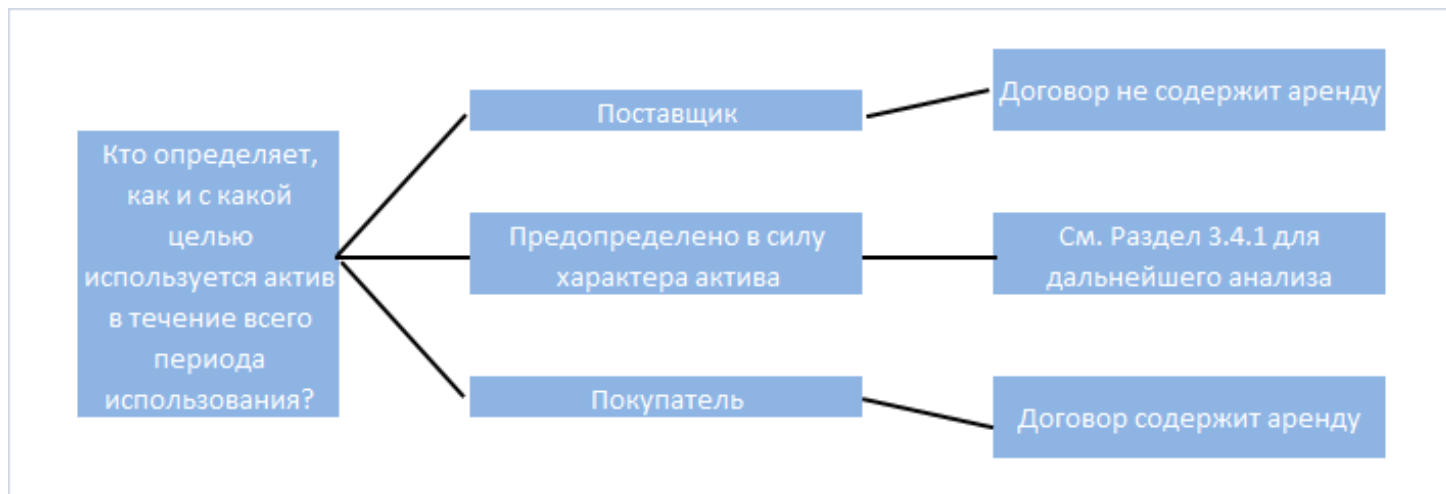 Кто определяет,
как и с какой
целью
используется актив
в течение всего
периода
использования?
Поставщик
Договор не содержит аренду
Предопределено в силу
характера актива
См. Раздел 3.4.1 для
дальнейшего анализа
Покупатель
Договор содержит аренду